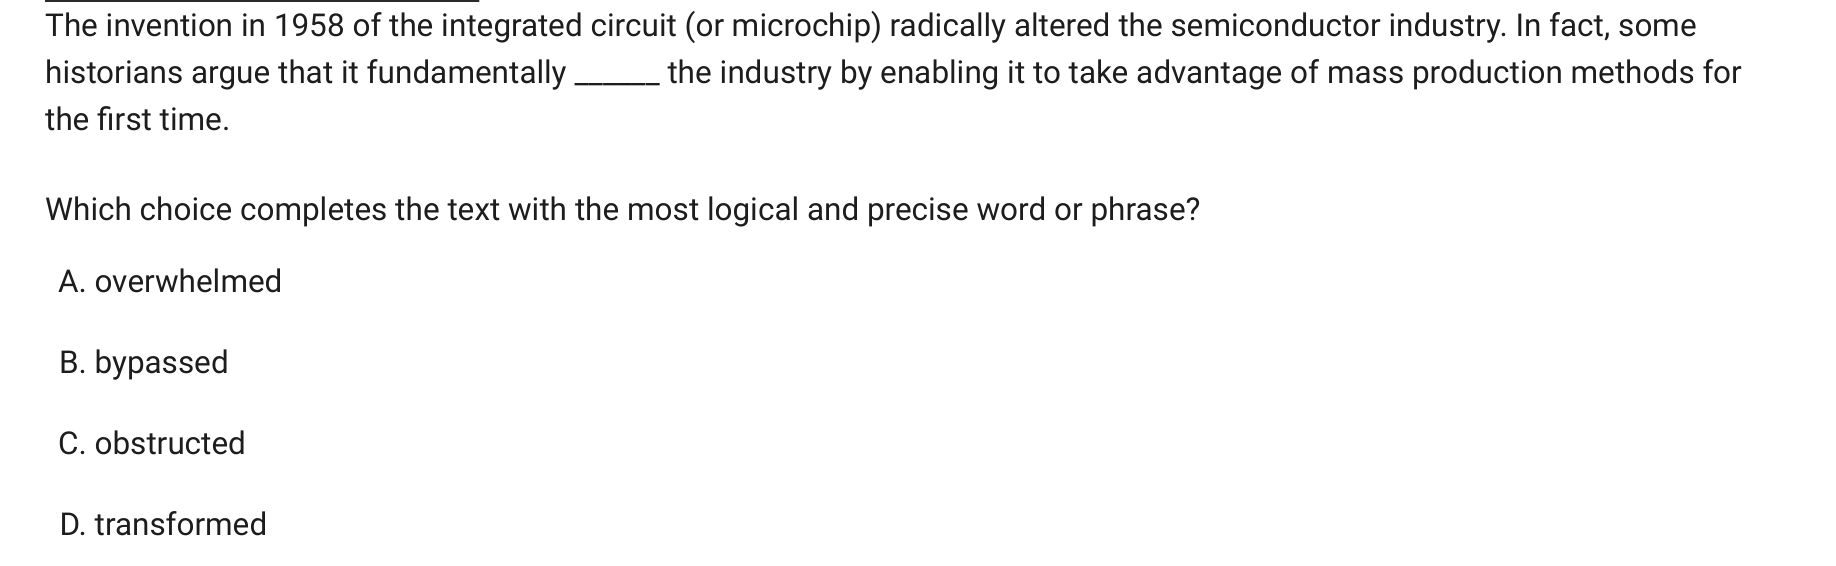 The invention in 1958 of the integrated circuit (or microchip) radically altered the semiconductor industry. In fact, some
historians argue that it fundamentally ______ the industry by enabling it to take advantage of mass production methods for
the first time.
Which choice completes the text with the most logical and precise word or phrase?
A. overwhelmed
B. bypassed
C. obstructed
D. transformed